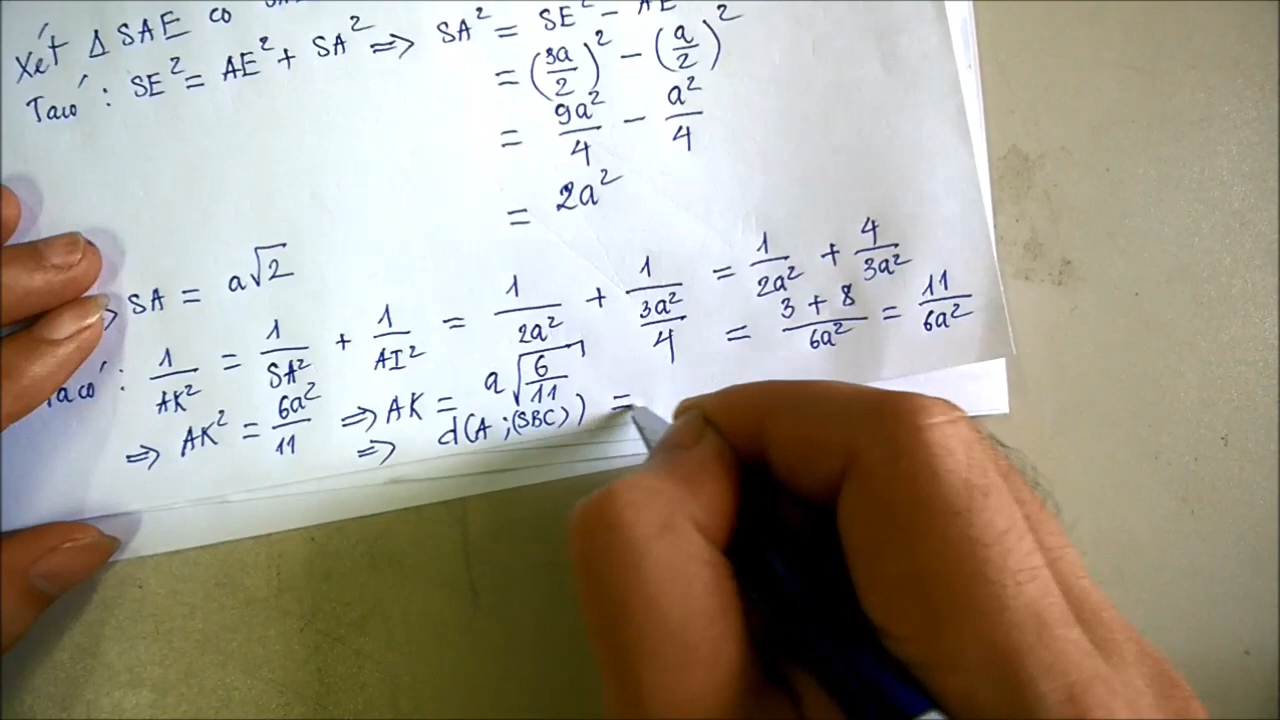 Xét Δ SAE có
Ta có: SE² = AE² + SA² ⇒ SA² = SE² − AE²
= (3a/2)² − (a/2)²
= 9a²/4 − a²/4
= 2a²
SA = a√2
Ta có: 1/AK² = 1/SA² + 1/AI² = 1/2a² + 1/(3a²/4) = 1/2a² + 4/3a²
= (3 + 8)/6a² = 11/6a²
⇒ AK² = 6a²/11 ⇒ AK = a√(6/11)
⇒ d(A;(SBC)) =